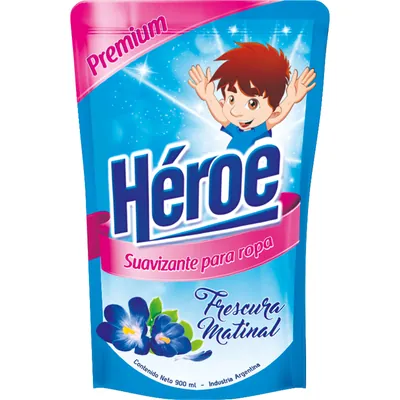 Premium
Héroe
Suavizante para ropa
Frescura
Matinal
Contenido Neto 900 ml - Industria Argentina